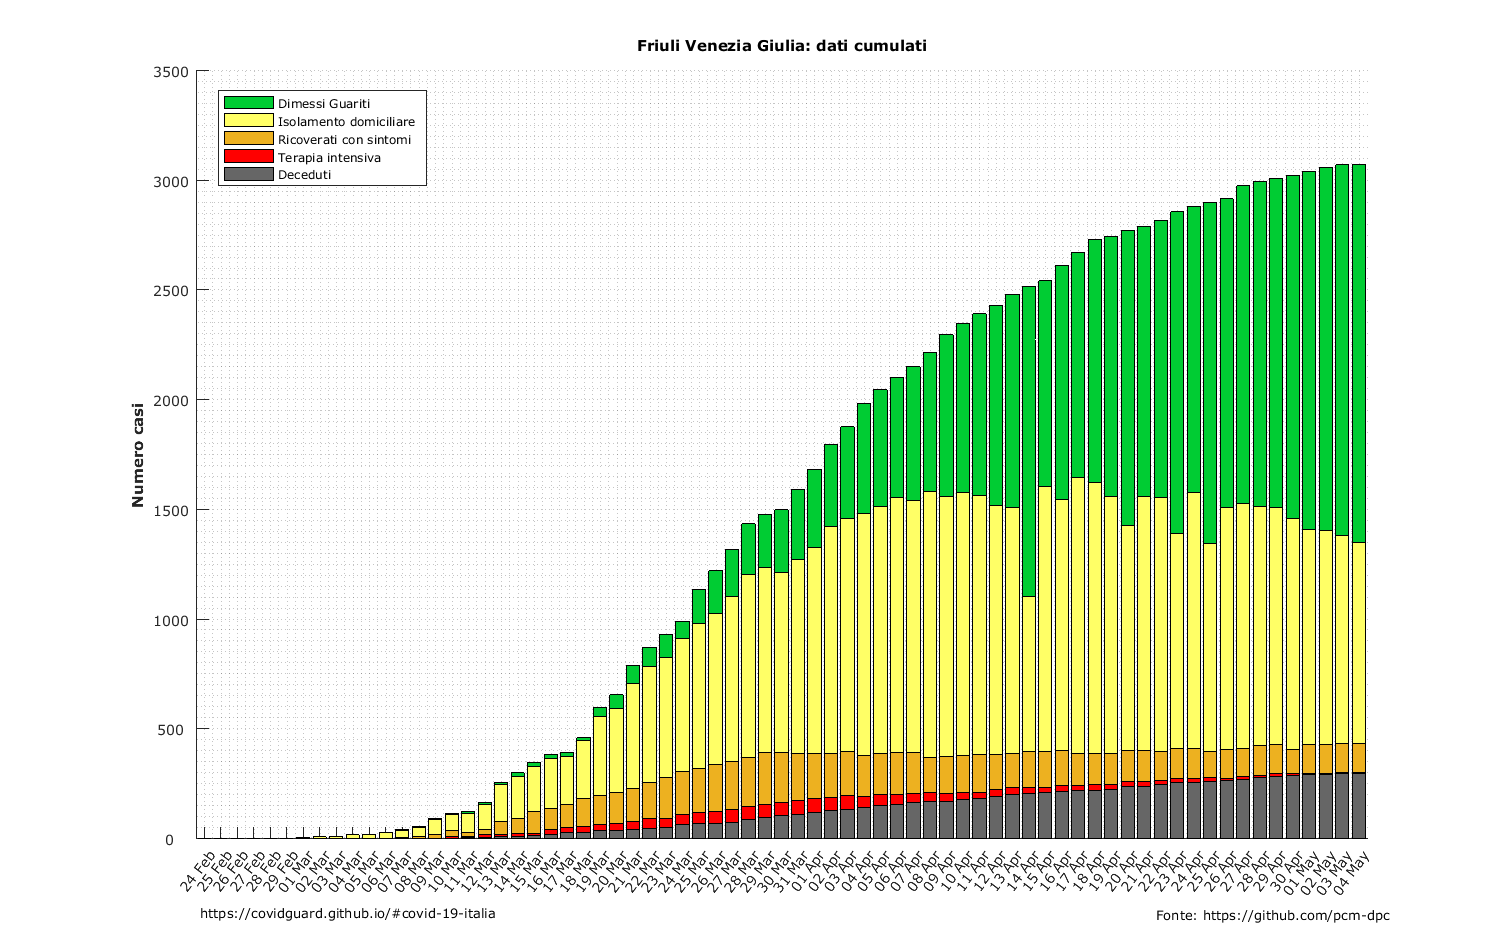 Friuli Venezia Giulia: dati cumulati
3500
3000
2500
2000
1500
1000
500
0
Numero casi
Dimessi Guariti
Isolamento domiciliare
Ricoverati con sintomi
Terapia intensiva
Deceduti
24 Feb
25 Feb
26 Feb
27 Feb
28 Feb
29 Feb
01 Mar
02 Mar
03 Mar
04 Mar
05 Mar
06 Mar
07 Mar
08 Mar
09 Mar
10 Mar
11 Mar
12 Mar
13 Mar
14 Mar
15 Mar
16 Mar
17 Mar
18 Mar
19 Mar
20 Mar
21 Mar
22 Mar
23 Mar
24 Mar
25 Mar
26 Mar
27 Mar
28 Mar
29 Mar
30 Mar
31 Mar
01 Apr
02 Apr
03 Apr
04 Apr
05 Apr
06 Apr
07 Apr
08 Apr
09 Apr
10 Apr
11 Apr
12 Apr
13 Apr
14 Apr
15 Apr
16 Apr
17 Apr
18 Apr
19 Apr
20 Apr
21 Apr
22 Apr
23 Apr
24 Apr
25 Apr
26 Apr
27 Apr
28 Apr
29 Apr
30 Apr
01 May
02 May
03 May
04 May
https://covidguard.github.io/#covid-19-italia
Fonte: https://github.com/pcm-dpc